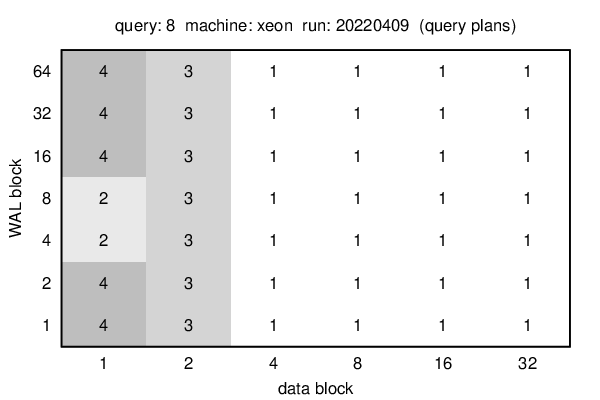 query: 8 machine: xeon run: 20220409 (query plans)
64 4 3 1 1 1 1
32 4 3 1 1 1 1
16 4 3 1 1 1 1
WAL block
8 2 3 1 1 1 1
4 2 3 1 1 1 1
2 4 3 1 1 1 1
1 4 3 1 1 1 1
1 2 4 8 16 32
data block